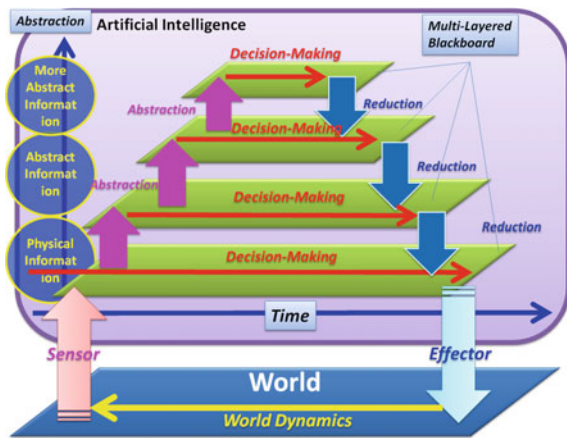 Abstraction
Artificial Intelligence
Multi-Layered
Blackboard
Decision-Making
More
Abstract
Informat
ion
Abstraction
Reduction
Decision-Making
Abstract
Informat
ion
Abstraction
Reduction
Decision-Making
Physical
Informat
ion
Reduction
Decision-Making
Time
Sensor
Effector
World
World Dynamics